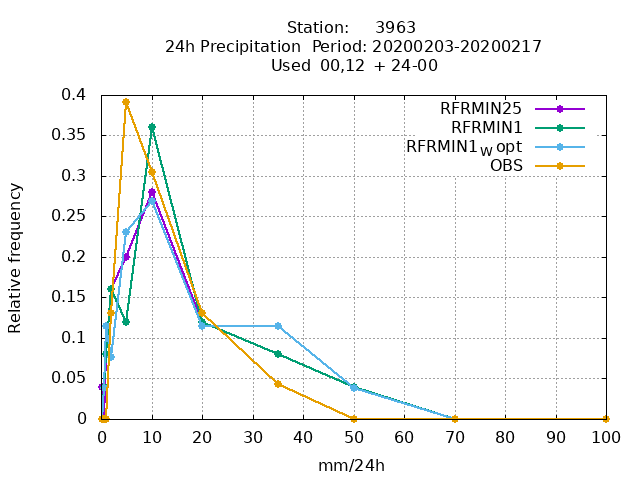 Station: 3963
24h Precipitation Period: 20200203-20200217
Used 00,12 + 24-00
RFRMIN25
RFRMIN1
RFRMIN1W opt
OBS
0.4
0.35
0.3
0.25
0.2
0.15
0.1
0.05
0
Relative frequency
0 10 20 30 40 50 60 70 80 90 100
mm/24h